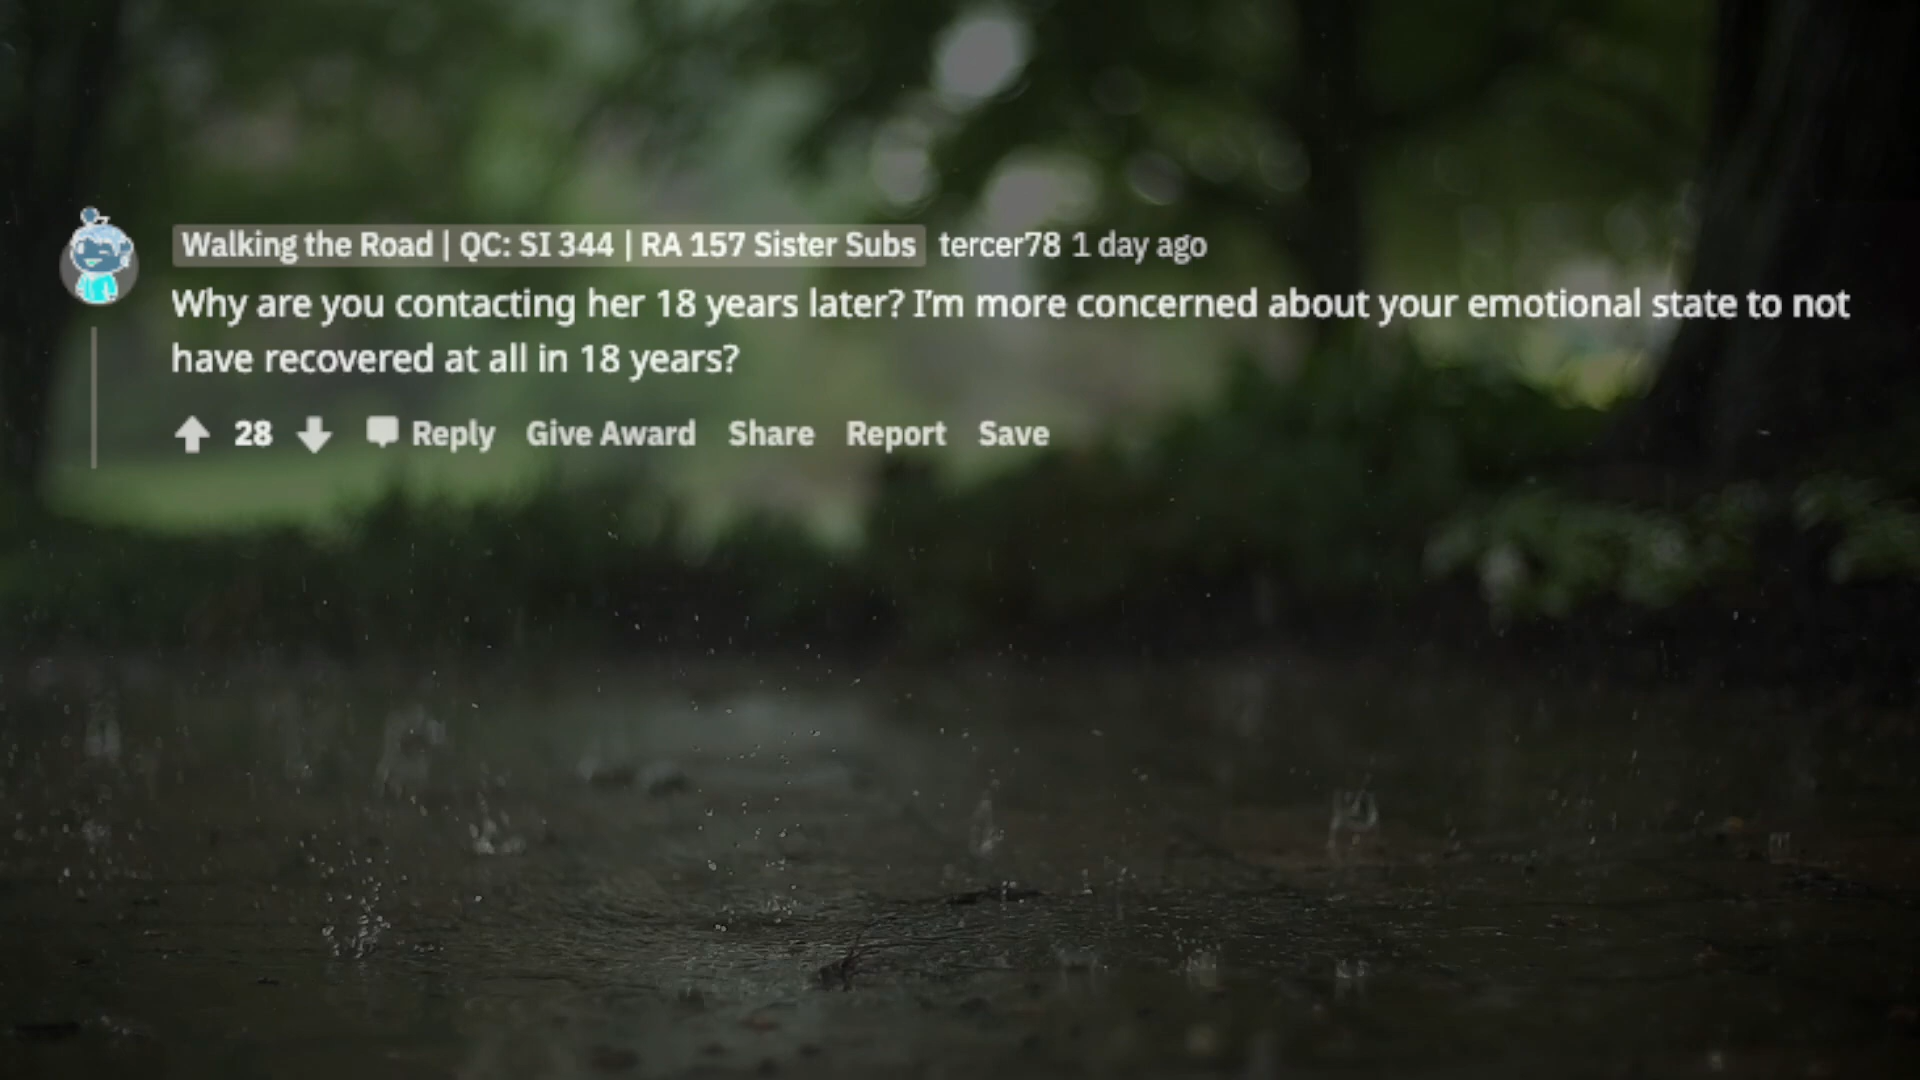 Walking the Road | QC: SI 344 | RA 157 Sister Subs tercer78 1 day ago
Why are you contacting her 18 years later? I'm more concerned about your emotional state to not
have recovered at all in 18 years?
28 Reply Give Award Share Report Save